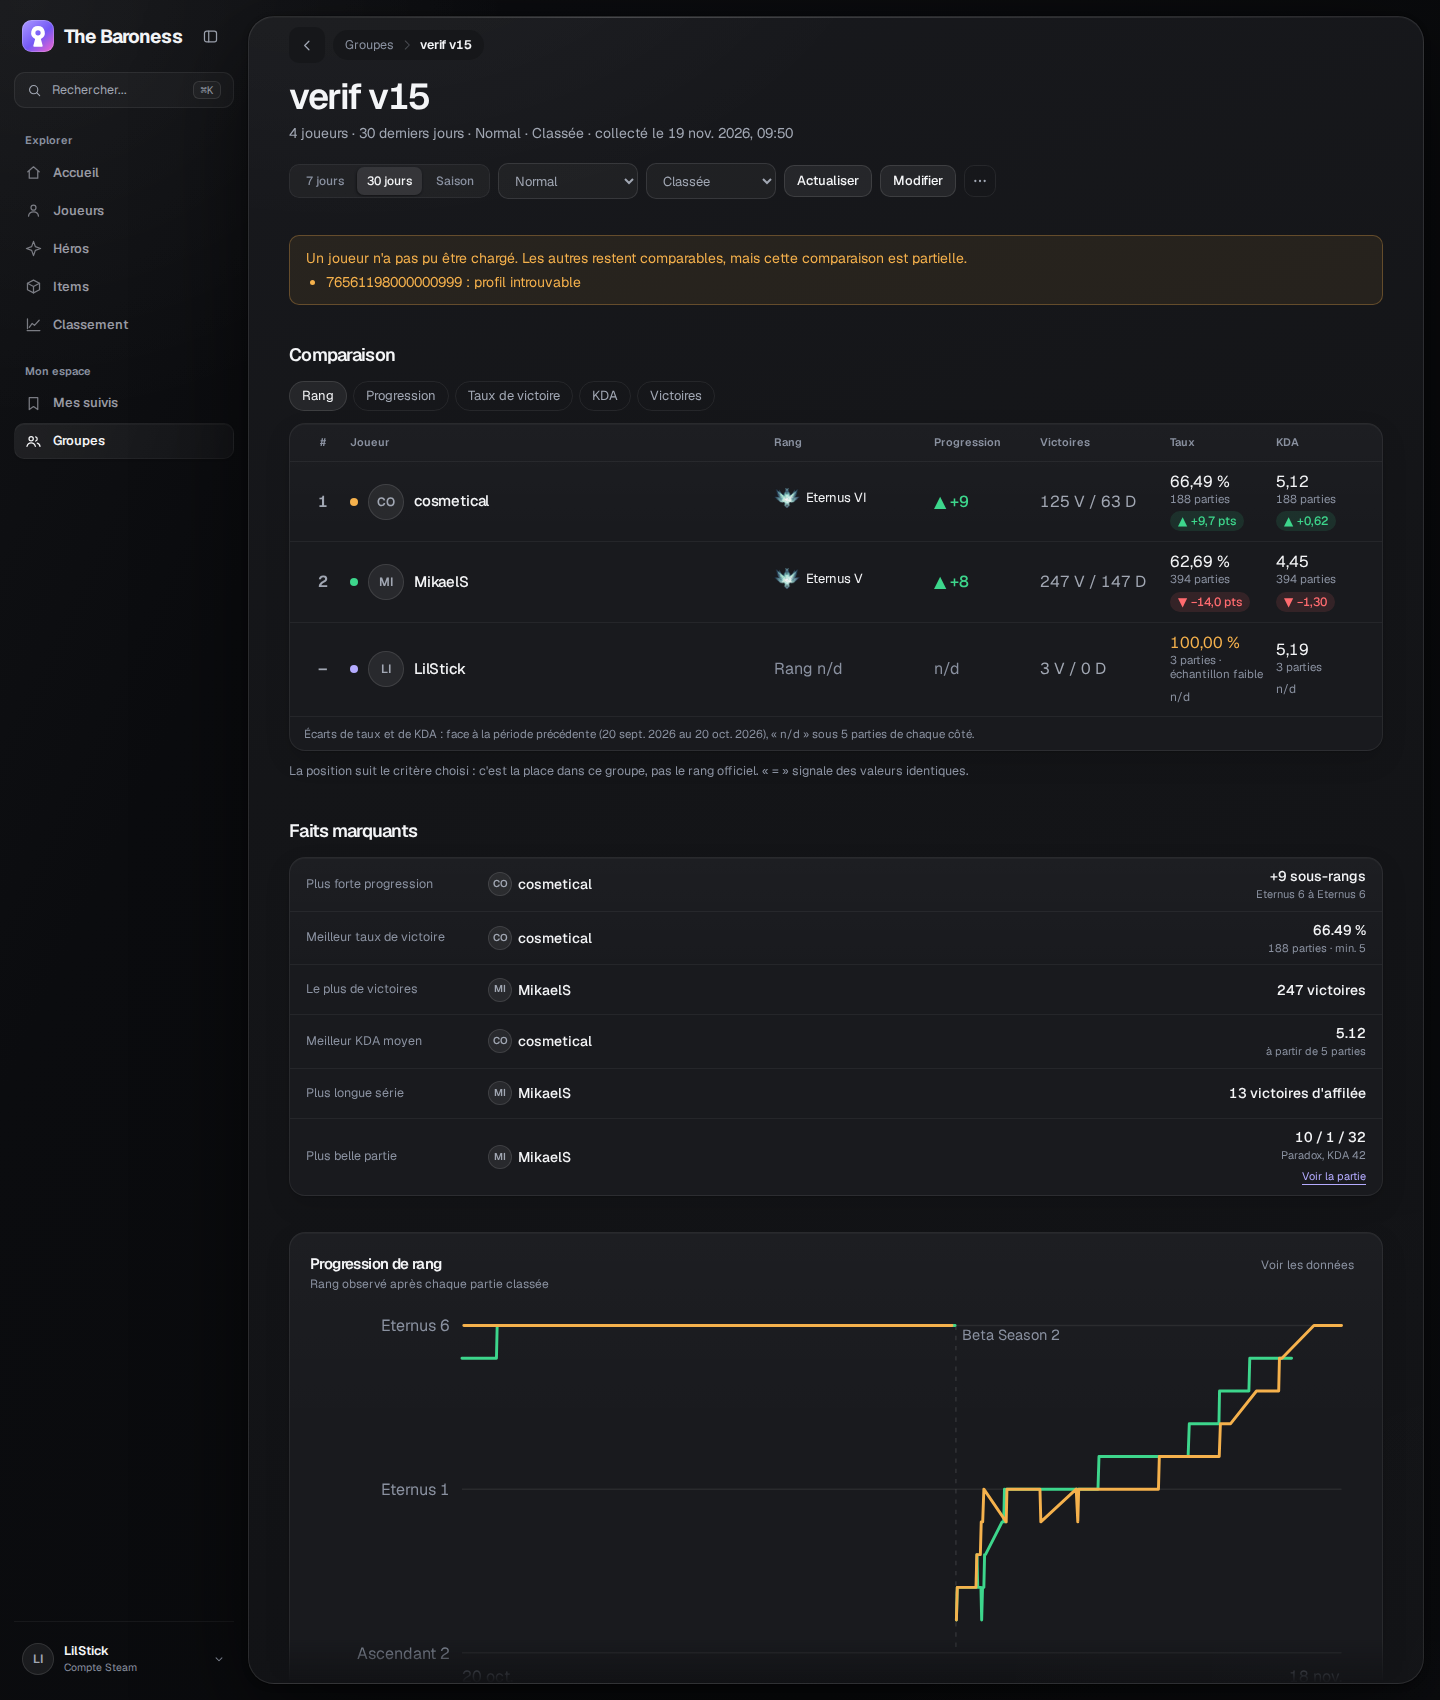 The Baroness
Rechercher...
⌘K
Explorer
Accueil
Joueurs
Héros
Items
Classement
Mon espace
Mes suivis
Groupes
Groupes > verif v15
verif v15
4 joueurs · 30 derniers jours · Normal · Classée · collecté le 19 nov. 2026, 09:50
7 jours
30 jours
Saison
Normal
Classée
Actualiser
Modifier
···
Un joueur n'a pas pu être chargé. Les autres restent comparables, mais cette comparaison est partielle.
• 76561198000000999 : profil introuvable
Comparaison
Rang
Progression
Taux de victoire
KDA
Victoires
# Joueur Rang Progression Victoires Taux KDA
1 CO cosmetical Eternus VI ▲ +9 125 V / 63 D 66,49 % 5,12
188 parties 188 parties
▲ +9,7 pts ▲ +0,62
2 MI MikaelS Eternus V ▲ +8 247 V / 147 D 62,69 % 4,45
394 parties 394 parties
▼ −14,0 pts ▼ −1,30
– LI LilStick Rang n/d n/d 3 V / 0 D 100,00 % 5,19
3 parties · 3 parties
échantillon faible
n/d n/d
Écarts de taux et de KDA : face à la période précédente (20 sept. 2026 au 20 oct. 2026), « n/d » sous 5 parties de chaque côté.
La position suit le critère choisi : c'est la place dans ce groupe, pas le rang officiel. « = » signale des valeurs identiques.
Faits marquants
Plus forte progression CO cosmetical +9 sous-rangs
Eternus 6 à Eternus 6
Meilleur taux de victoire CO cosmetical 66.49 %
188 parties · min. 5
Le plus de victoires MI MikaelS 247 victoires
Meilleur KDA moyen CO cosmetical 5.12
à partir de 5 parties
Plus longue série MI MikaelS 13 victoires d'affilée
Plus belle partie MI MikaelS 10 / 1 / 32
Paradox, KDA 42
Voir la partie
Progression de rang
Voir les données
Rang observé après chaque partie classée
Eternus 6
Beta Season 2
Eternus 1
Ascendant 2
20 oct
18 nov
LI
LilStick
Compte Steam